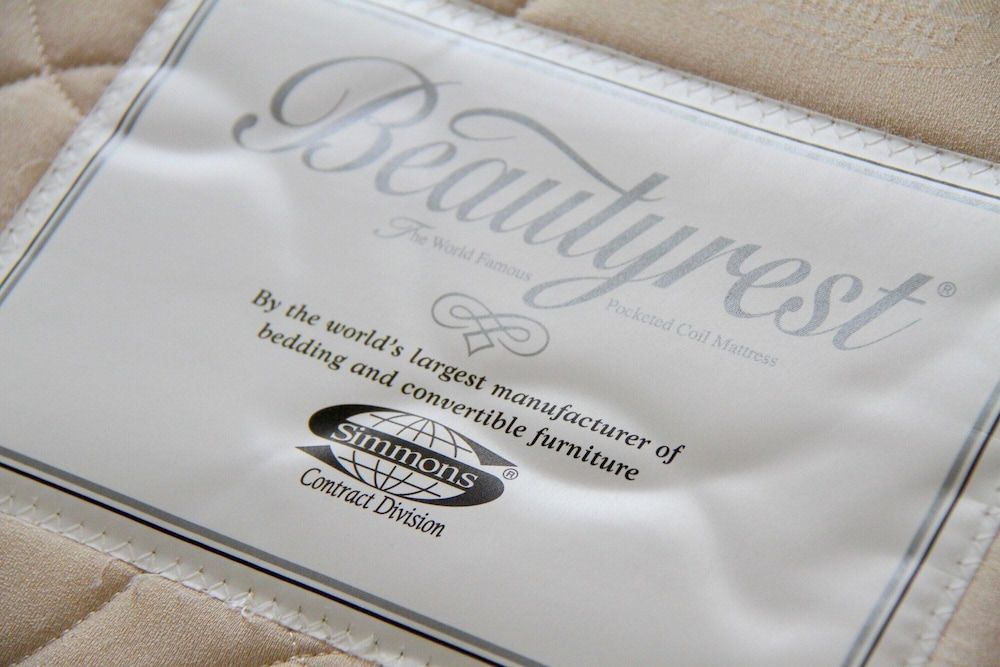 Beautyrest®
The World Famous Pocketed Coil Mattress
By the world's largest manufacturer of
bedding and convertible furniture
Simmons®
Contract Division